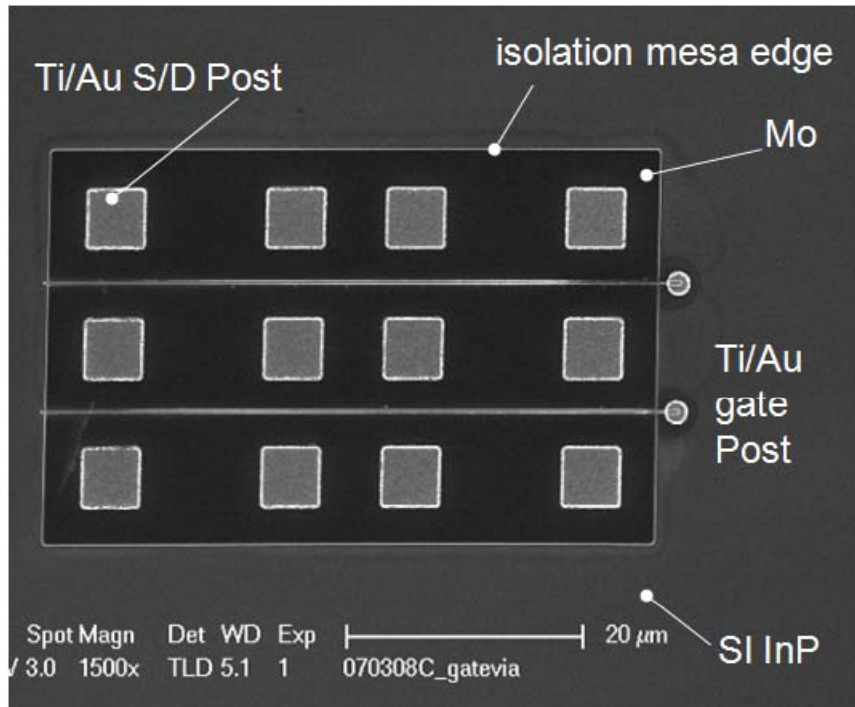 Ti/Au S/D Post
isolation mesa edge
Mo
Ti/Au
gate
Post
SI InP
Spot Magn Det WD Exp
V 3.0 1500x TLD 5.1 1 070308C_gatevia
20 µm